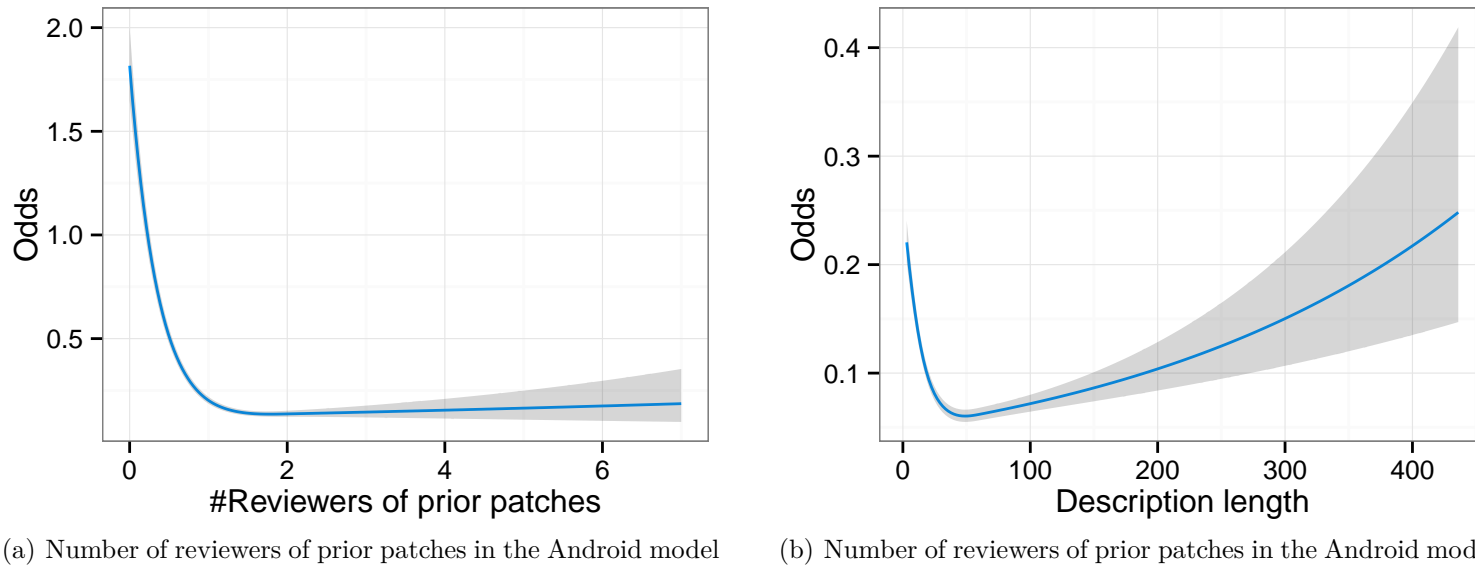 2.0
1.5
1.0
0.5
Odds
0 2 4 6
#Reviewers of prior patches
(a) Number of reviewers of prior patches in the Android model
0.4
0.3
0.2
0.1
Odds
0 100 200 300 400
Description length
(b) Number of reviewers of prior patches in the Android mod